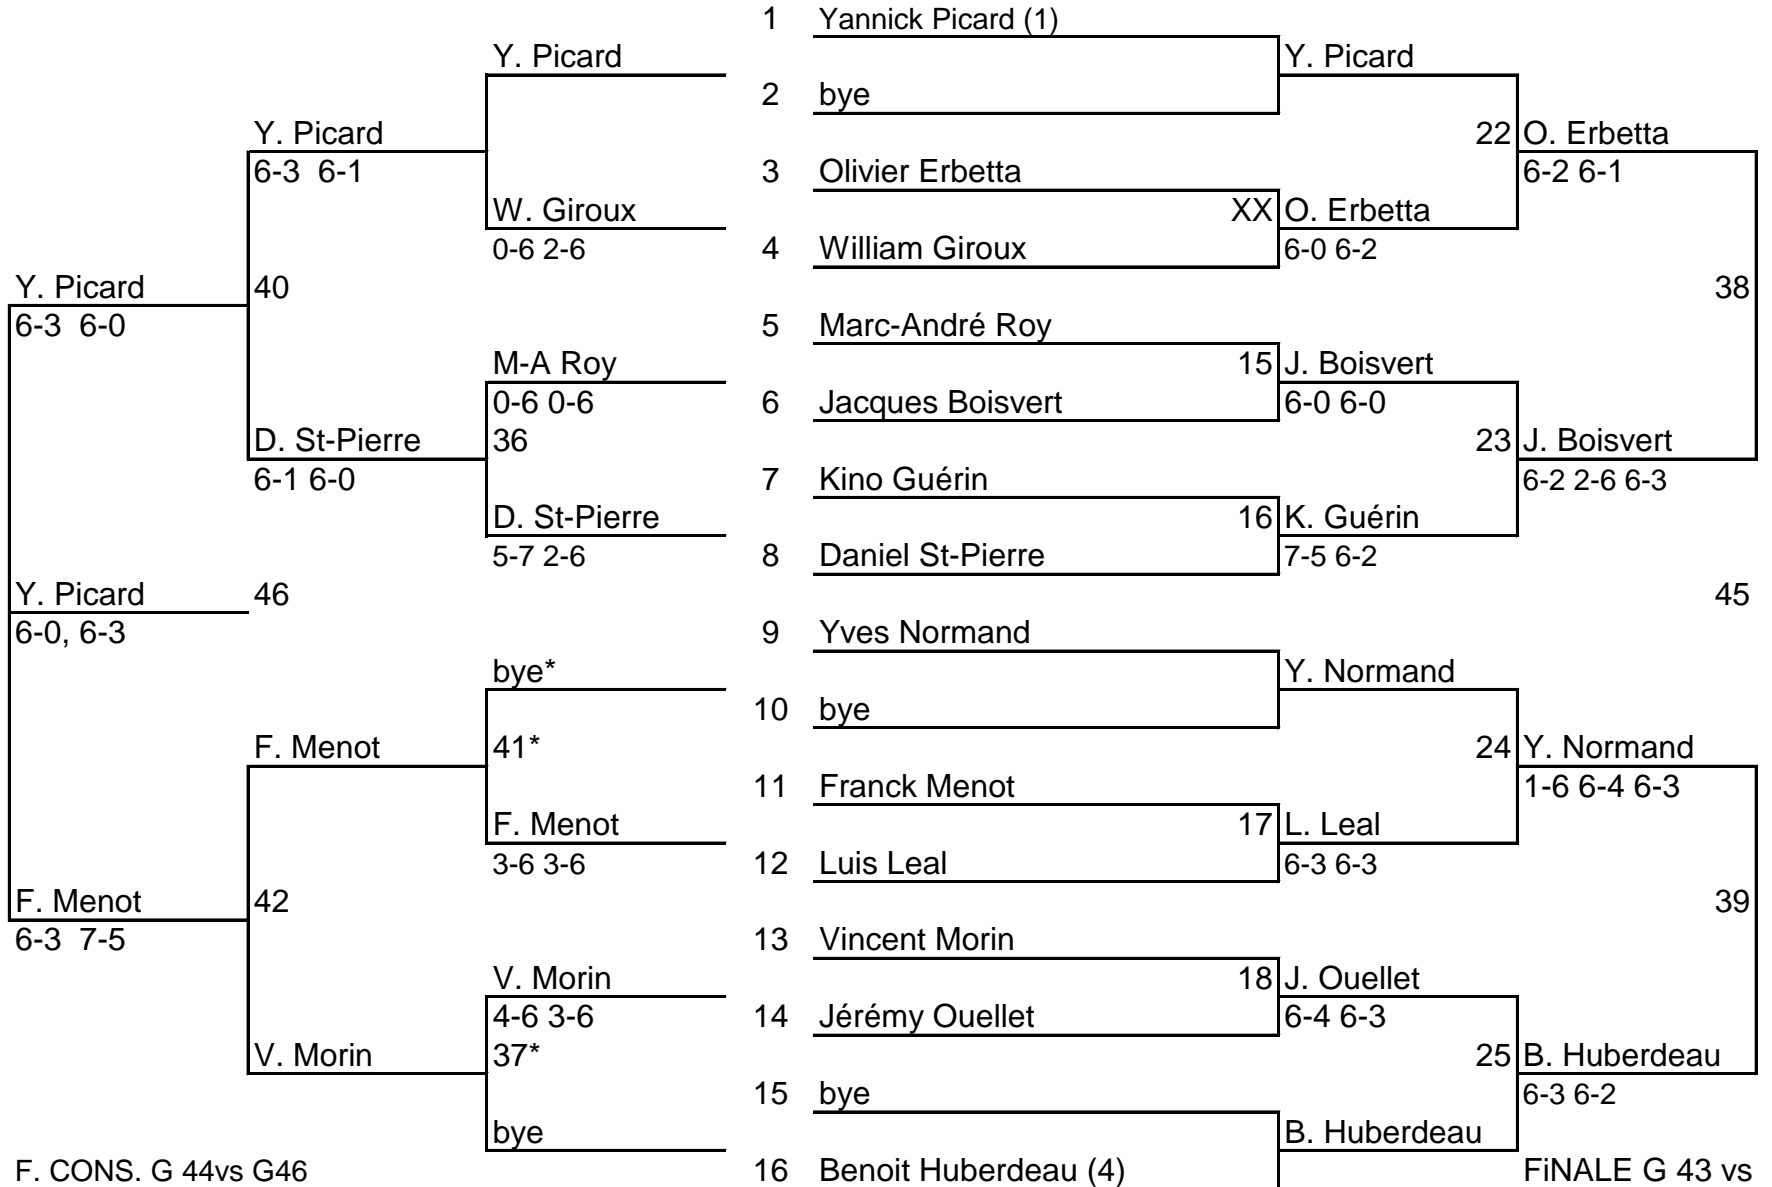 1 Yannick Picard (1)
Y. Picard Y. Picard
2 bye
Y. Picard 22 O. Erbetta
6-3 6-1 3 Olivier Erbetta 6-2 6-1
W. Giroux XX O. Erbetta
0-6 2-6 4 William Giroux 6-0 6-2
Y. Picard 40 38
6-3 6-0 5 Marc-André Roy
M-A Roy 15 J. Boisvert
0-6 0-6 6 Jacques Boisvert 6-0 6-0
D. St-Pierre 36 23 J. Boisvert
6-1 6-0 7 Kino Guérin 6-2 2-6 6-3
D. St-Pierre 16 K. Guérin
5-7 2-6 8 Daniel St-Pierre 7-5 6-2
Y. Picard 46 45
6-0, 6-3 9 Yves Normand
bye* Y. Normand
10 bye
F. Menot 41* 24 Y. Normand
11 Franck Menot 1-6 6-4 6-3
F. Menot 17 L. Leal
3-6 3-6 12 Luis Leal 6-3 6-3
F. Menot 42 39
6-3 7-5 13 Vincent Morin
V. Morin 18 J. Ouellet
4-6 3-6 14 Jérémy Ouellet 6-4 6-3
V. Morin 37* 25 B. Huberdeau
15 bye 6-3 6-2
bye B. Huberdeau
F. CONS. G 44vs G46 16 Benoit Huberdeau (4) FiNALE G 43 vs